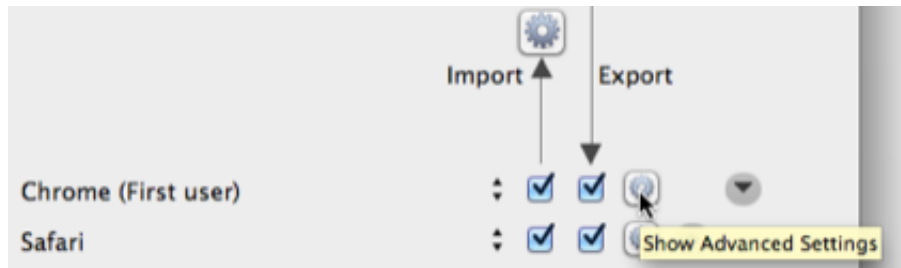 Import Export
Chrome (First user)
Safari
Show Advanced Settings